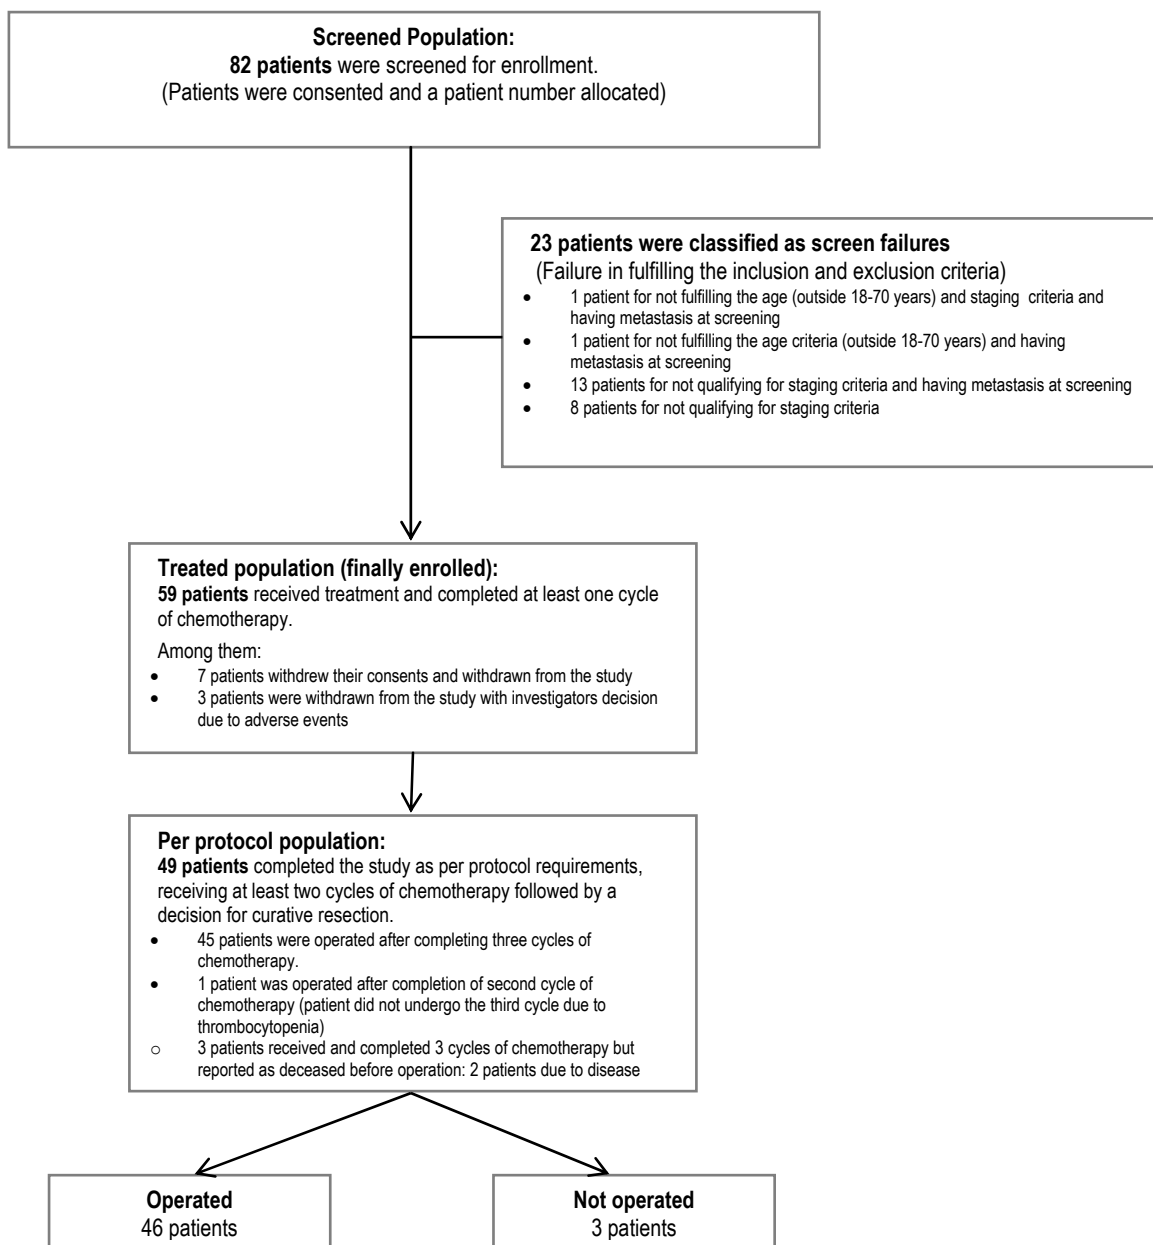 Screened Population:
82 patients were screened for enrollment.
(Patients were consented and a patient number allocated)
23 patients were classified as screen failures
(Failure in fulfilling the inclusion and exclusion criteria)
• 1 patient for not fulfilling the age (outside 18-70 years) and staging criteria and
having metastasis at screening
• 1 patient for not fulfilling the age criteria (outside 18-70 years) and having
metastasis at screening
• 13 patients for not qualifying for staging criteria and having metastasis at screening
• 8 patients for not qualifying for staging criteria
Treated population (finally enrolled):
59 patients received treatment and completed at least one cycle
of chemotherapy.
Among them:
• 7 patients withdrew their consents and withdrawn from the study
• 3 patients were withdrawn from the study with investigators decision
due to adverse events
Per protocol population:
49 patients completed the study as per protocol requirements,
receiving at least two cycles of chemotherapy followed by a
decision for curative resection.
• 45 patients were operated after completing three cycles of
chemotherapy.
• 1 patient was operated after completion of second cycle of
chemotherapy (patient did not undergo the third cycle due to
thrombocytopenia)
○ 3 patients received and completed 3 cycles of chemotherapy but
reported as deceased before operation: 2 patients due to disease
Operated
46 patients
Not operated
3 patients